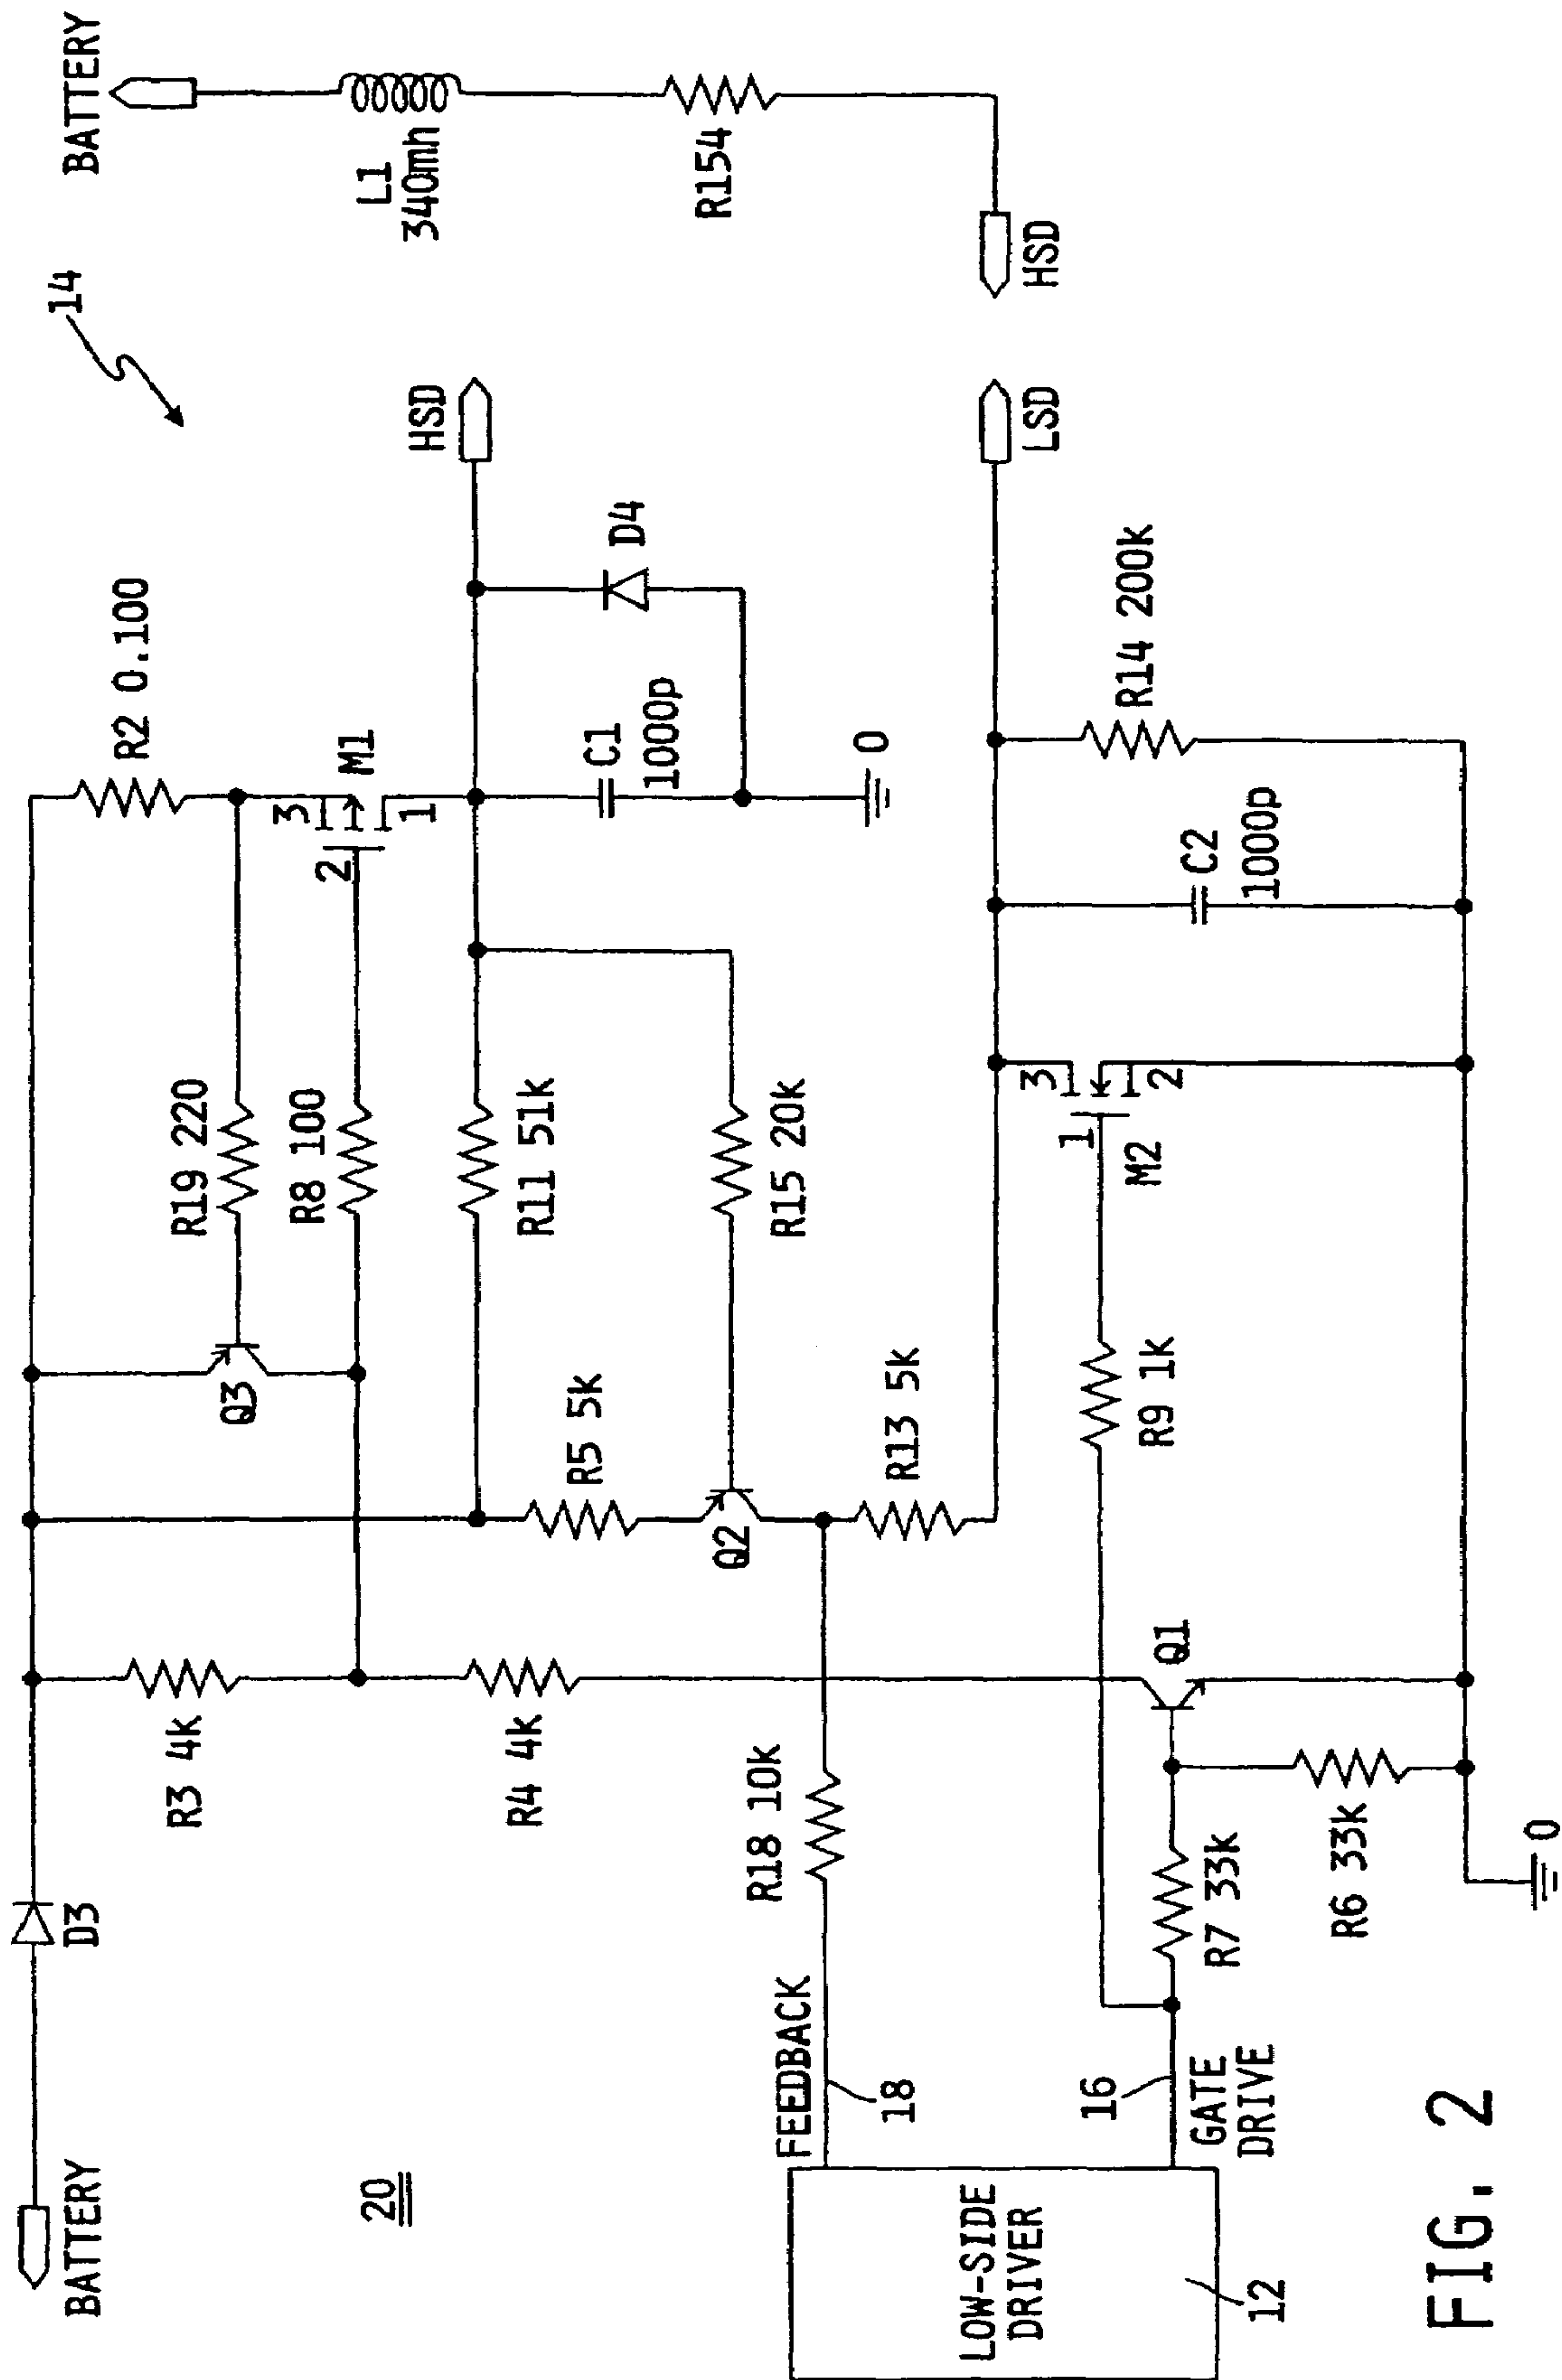 BATTERY
D3
20
R3 4k
R4 4k
Q3
R19 220
R8 100
R2 0.100
M1
3
2
1
14
HSD
D4
C1
1000p
0
R11 51k
R15 20k
R5 5k
Q2
R13 5k
R18 10k
FEEDBACK
18
LOW-SIDE
DRIVER
12
16
GATE
DRIVE
R7 33k
R6 33k
0
Q1
R9 1k
M2
3
1
2
C2
1000p
R14 200k
LSD
BATTERY
L1
340mh
R154
HSD
FIG. 2